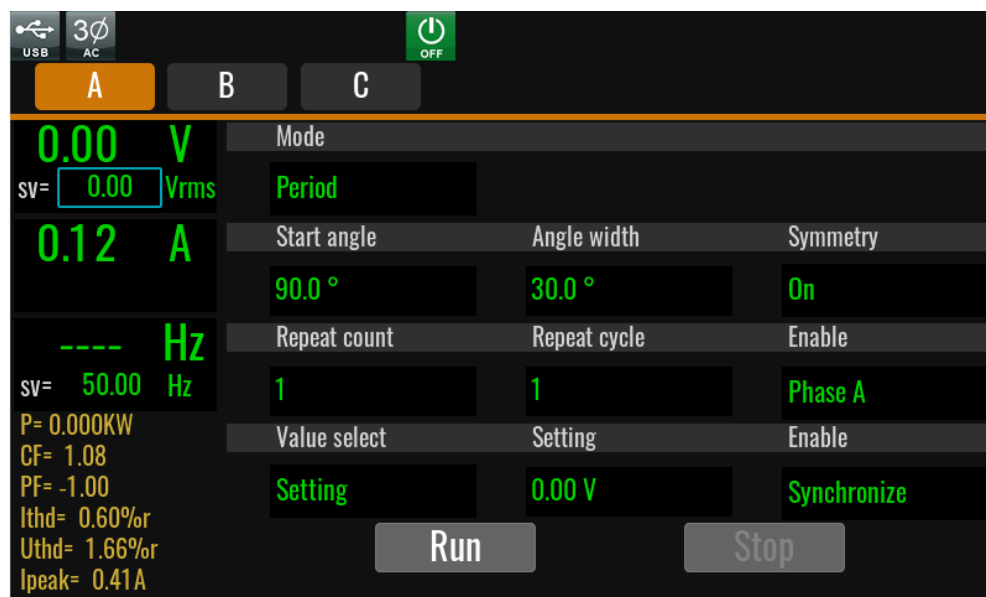 USB 3Ø AC OFF
A B C
0.00 V
sv= 0.00 Vrms
0.12 A
---- Hz
sv= 50.00 Hz
P= 0.000KW
CF= 1.08
PF= -1.00
Ithd= 0.60%r
Uthd= 1.66%r
Ipeak= 0.41A
Mode
Period
Start angle Angle width Symmetry
90.0 ° 30.0 ° On
Repeat count Repeat cycle Enable
1 1 Phase A
Value select Setting Enable
Setting 0.00 V Synchronize
Run Stop